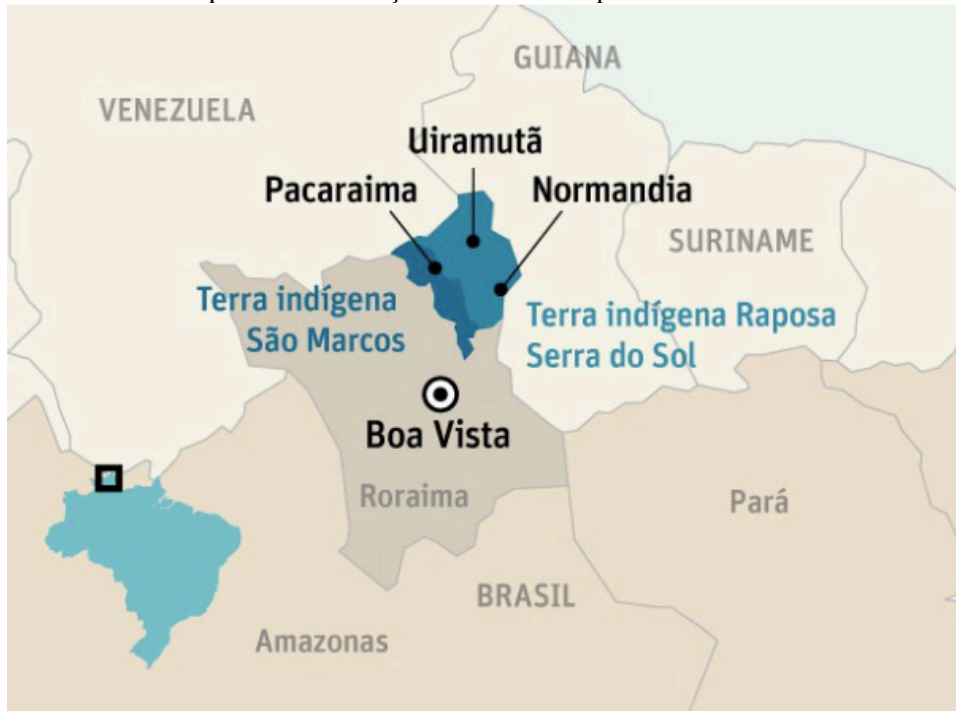 GUIANA
VENEZUELA
Uiramutã
Pacaraima
Normandia
SURINAME
Terra indígena
São Marcos
Terra indígena Raposa
Serra do Sol
Boa Vista
Roraima
Pará
BRASIL
Amazonas